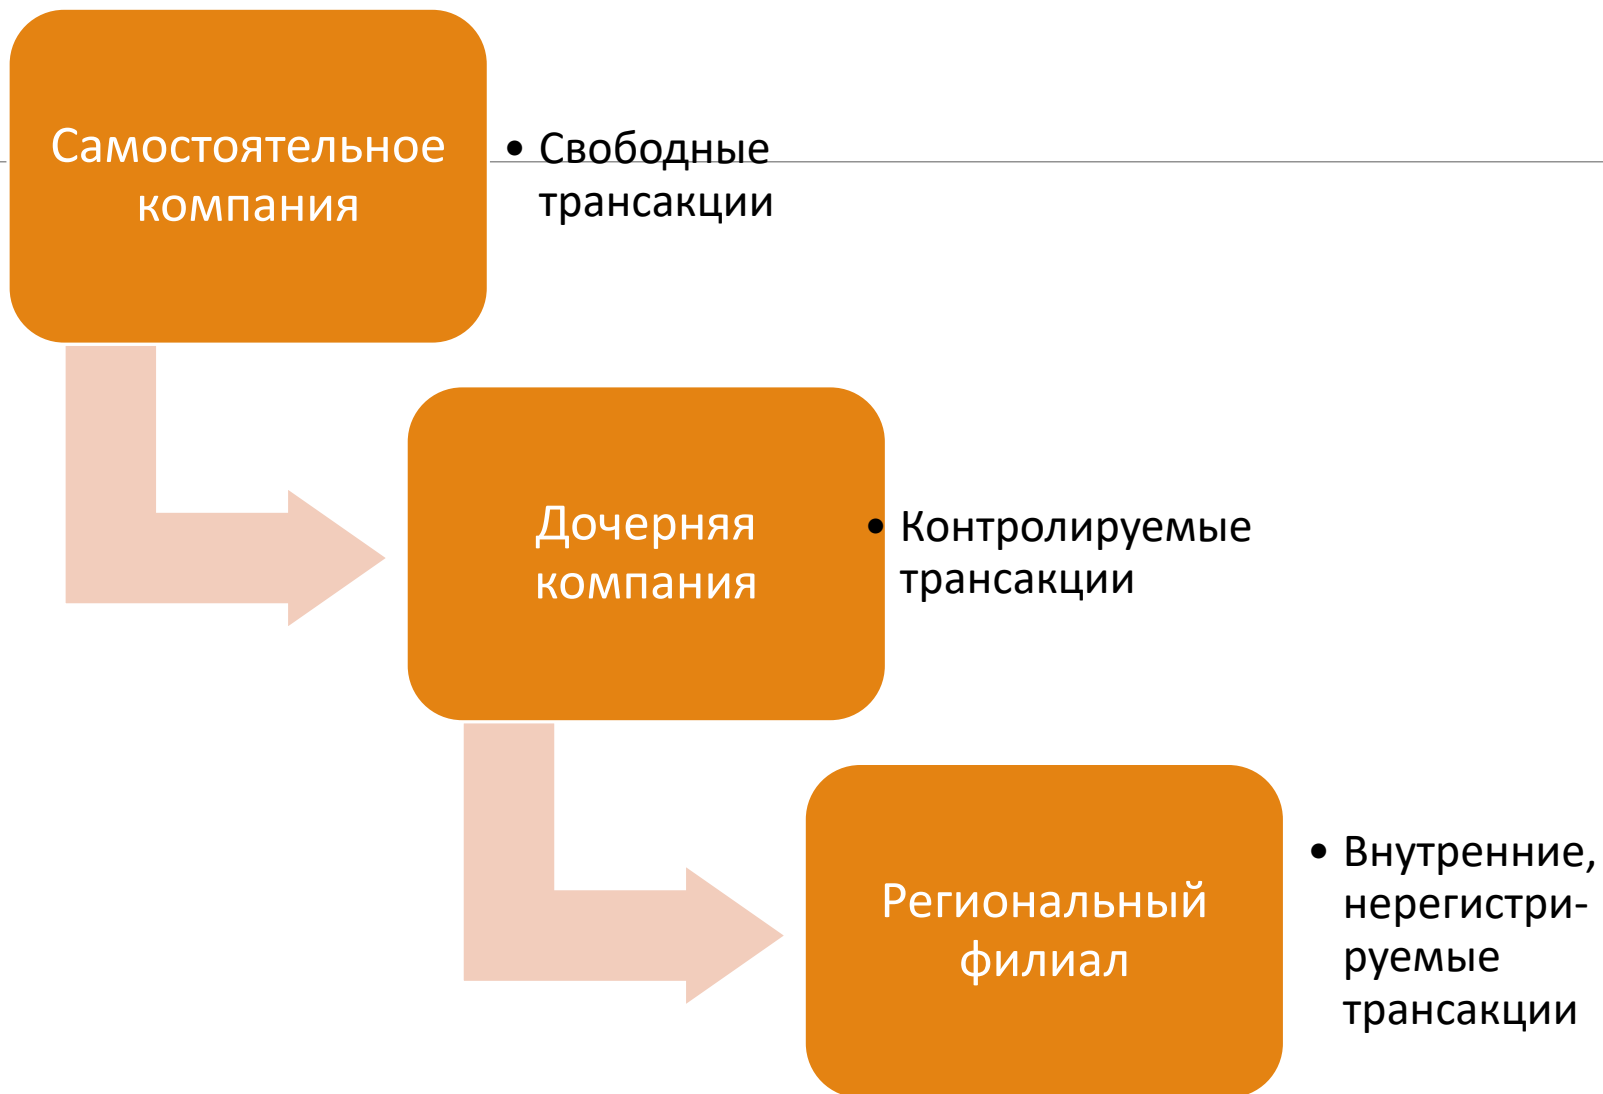 Самостоятельное
компания
• Свободные
трансакции
Дочерняя
компания
• Контролируемые
трансакции
Региональный
филиал
• Внутренние,
нерегистри-
руемые
трансакции